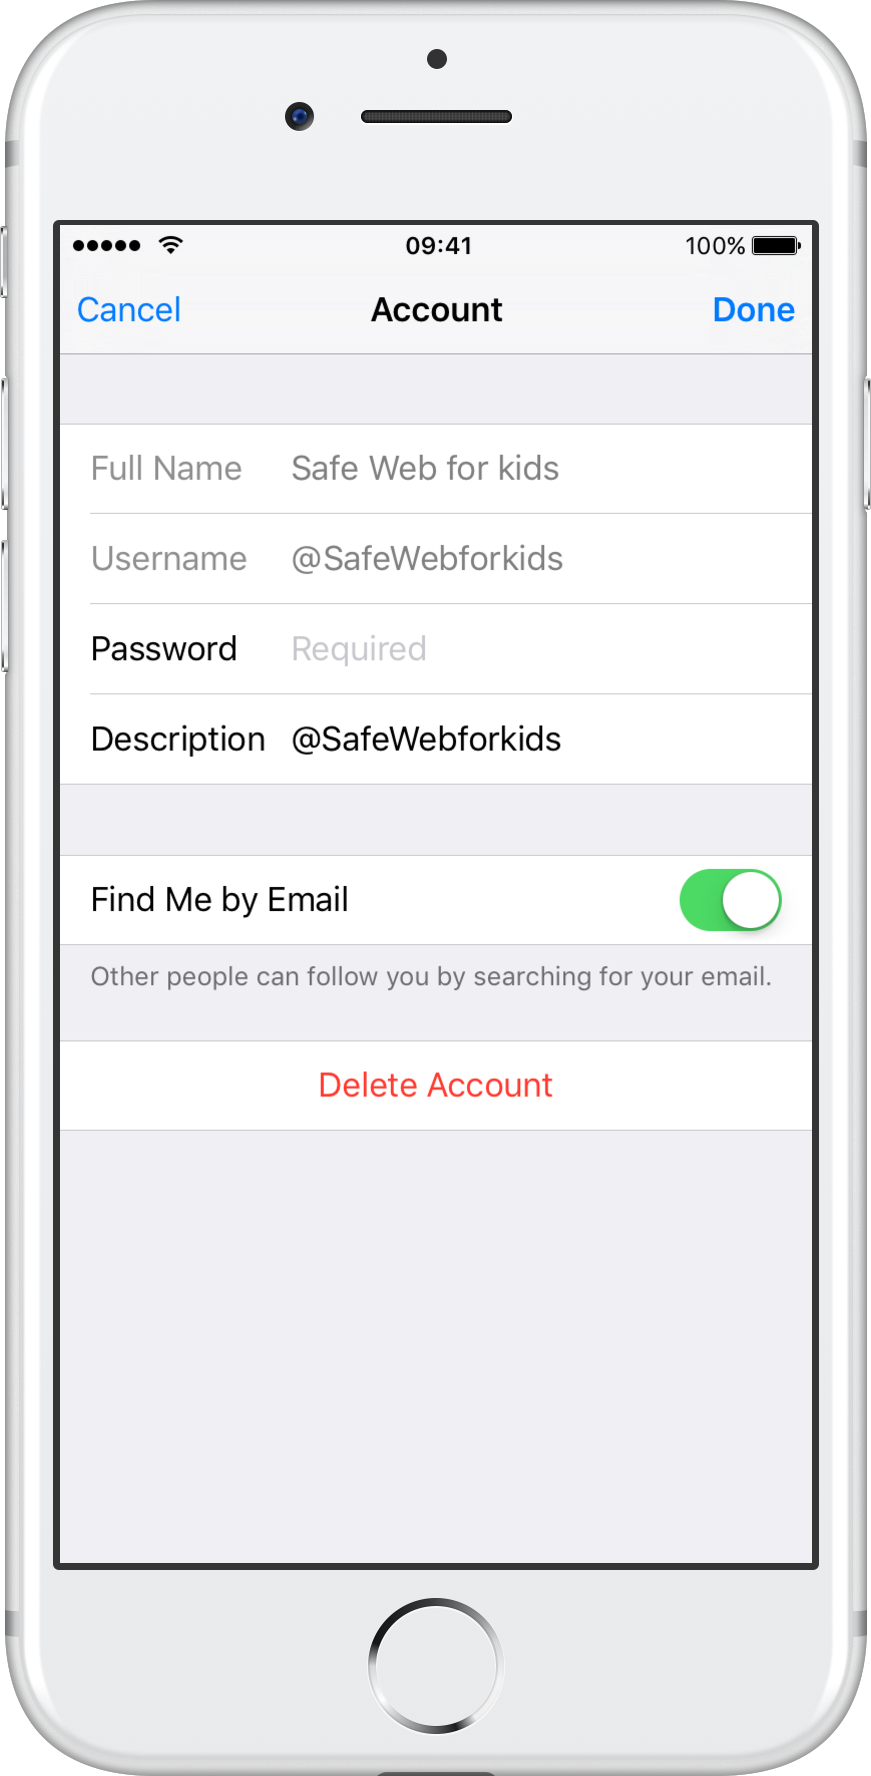 09:41 100%
Cancel Account Done
Full Name Safe Web for kids
Username @SafeWebforkids
Password Required
Description @SafeWebforkids
Find Me by Email
Other people can follow you by searching for your email.
Delete Account